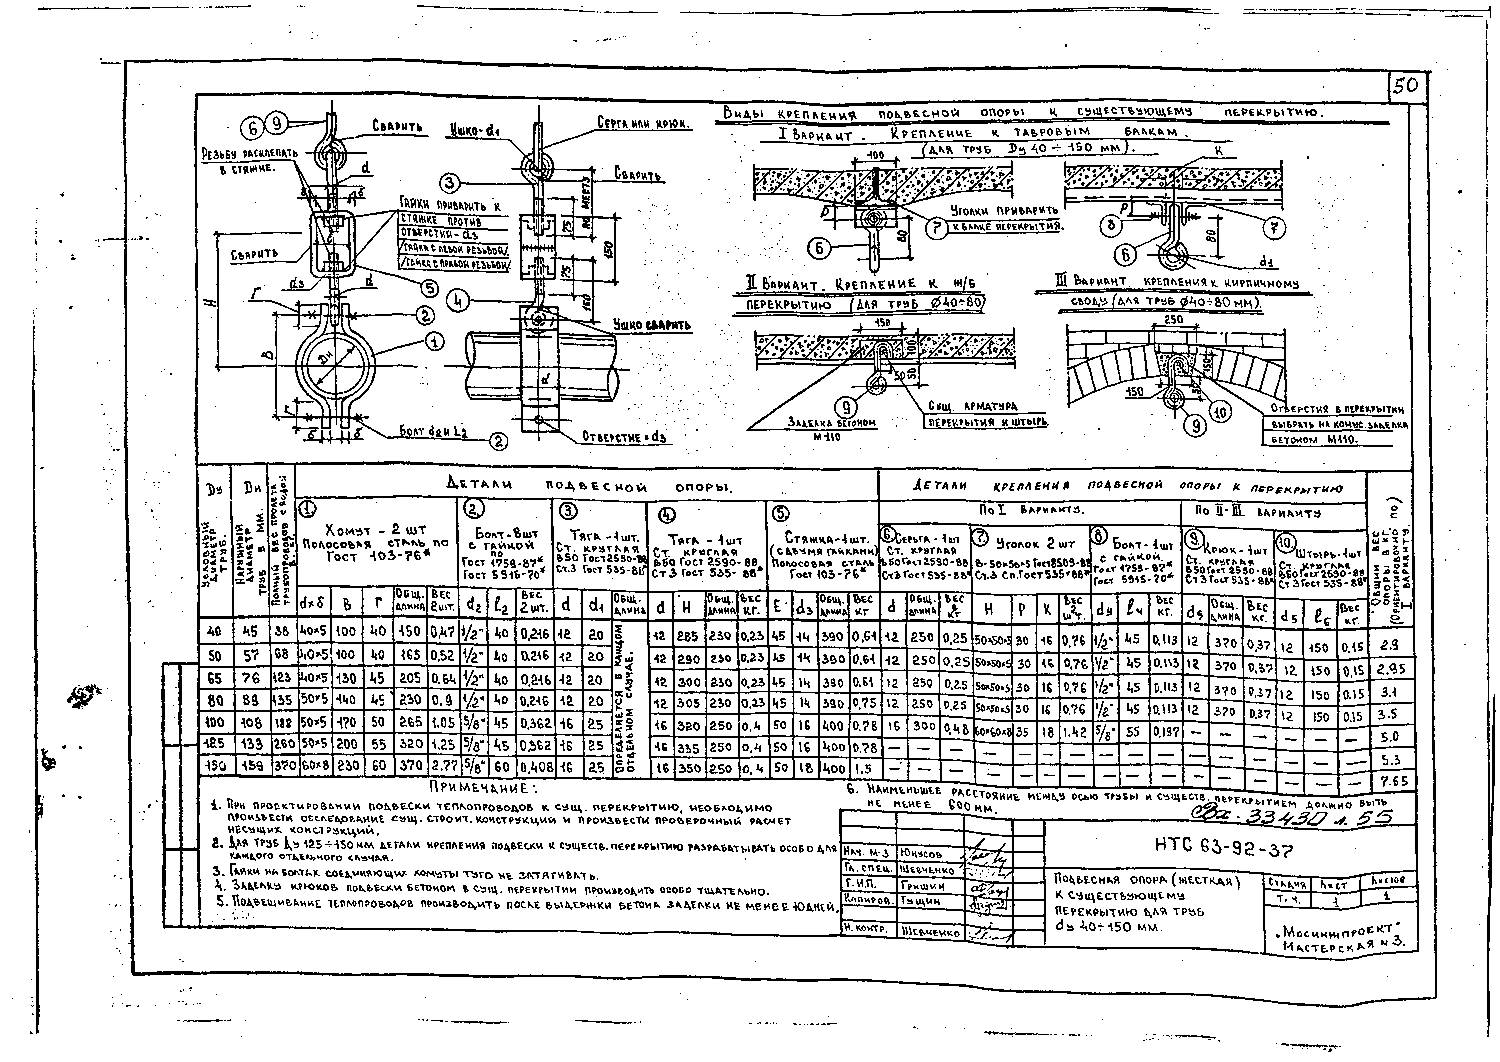 50
Виды крепления подвесной опоры к существующему перекрытию.
I вариант. Крепление к тавровым балкам.
(для труб Dу 40÷150 мм).
6 9
Сварить
Резьбу расклепать
в стяжке.
d
Гайки приварить к
стяжке против
отверстий-d3
/гайка с левой резьбой/
/гайка с правой резьбой/
Сварить
d3
d
5
2
1
H
B
Г
Dн
Г
б б
Болт d2 и L2
2
Ушко-d1
Серга или крюк.
Сварить
3
75
150
75
160
4
Ушко сварить
d
Отверстие=d3
100
80
6
7
Уголки приварить
к балке перекрытия.
К
Р
8
7
6
80
d1
II Вариант. Крепление к ж/б
перекрытию (для труб ø40÷80)
150
100
50
50
9
Заделка бетоном
М110
Сущ. арматура
перекрытия к штырь
III Вариант крепления к кирпичному
своду (для труб ø40÷80мм).
250
150
150
9
10
Отверстия в перекрытии
выбрать на конус. заделка
бетоном М110.
Dу Условный диаметр труб.
Dн Наружный диаметр труб в мм.
Полный вес пролета трубопроводов с водой
Детали подвесной опоры.
Детали крепления подвесной опоры к перекрытию
По I варианту.
По II-III варианту
Общий вес опоры кг. (ориентировочно по I варианту)
1 Хомут - 2 шт Полосовая сталь по Гост 103-76*
2 Болт-8шт с гайкой по Гост 1759-87* Гост 5916-70*
3 Тяга-1шт. Ст. круглая В50 Гост 2590-88 Ст.3 Гост 535-88*
4 Тяга - 1шт Ст. круглая В50 Гост 2590-88 Ст3 Гост 535-88*
5 Стяжка-1шт. (с двумя гайками) Полосовая сталь Гост 103-76*
6 Серьга-1шт Ст. круглая В50 Гост 2590-88 Ст3 Гост 535-88*
7 Уголок 2 шт В-50×50×5 Гост 8509-86 Ст.3 Сп. Гост 535-88*
8 Болт-1шт с гайкой Гост 1759-87* Гост 5915-70*
9 Крюк-1шт Ст. круглая В50 Гост 2590-88 Ст3 Гост 535-88*
10 Штырь-1шт Ст. круглая В50 Гост 2590-88 Ст3 Гост 535-88*
d×б B Г Общ. длина Вес 2шт. d2 l2 Вес 2шт. d d1 Общ. длина d H Общ. длина Вес кг. E d3 Общ. длина Вес кг d Общ. длина Вес в кг H P K Вес 2 шт. d4 l4 Вес кг. d4 Общ. длина Вес кг. d5 l6 Вес кг.
Определяется в каждом отдельном случае.
40 45 38 40×5 100 40 150 0,47 1/2" 40 0,216 12 20 12 285 230 0,23 45 14 390 0,61 12 250 0,25 50×50×5 30 16 0,76 1/2" 45 0,113 12 370 0,37 12 150 0,15 2.9
50 57 68 40×5 100 40 165 0,52 1/2" 40 0,216 12 20 12 290 230 0,23 45 14 390 0,61 12 250 0,25 50×50×5 30 16 0,76 1/2" 45 0,113 12 370 0,37 12 150 0,15 2.95
65 76 123 40×5 130 45 205 0,64 1/2" 40 0,216 12 20 12 300 230 0,23 45 14 390 0,61 12 250 0,25 50×50×5 30 16 0,76 1/2" 45 0,113 12 370 0,37 12 150 0,15 3.1
80 89 135 50×5 140 45 230 0.9 1/2" 40 0,216 12 20 12 305 230 0,23 45 14 390 0,75 12 250 0,25 50×50×5 30 16 0,76 1/2" 45 0,113 12 370 0,37 12 150 0,15 3.5
100 108 188 50×5 170 50 265 1.05 5/8" 45 0,362 16 25 16 320 250 0,4 50 16 400 0,78 16 300 0,48 60×60×8 35 18 1.42 5/8" 55 0,197 – – – – – – 5.0
125 133 260 50×5 200 55 320 1.25 5/8" 45 0,362 16 25 16 335 250 0,4 50 16 400 0,78 – – – – – – – – – – – – – – – – 5.3
150 159 370 60×8 230 60 370 2.77 5/8" 60 0,408 16 25 16 350 250 0,4 50 18 400 1.5 – – – – – – – – – – – – – – – – 7.65
Примечание:
1. При проектировании подвески теплопроводов к сущ. перекрытию, необходимо
произвести обследование сущ. строит. конструкций и произвести проверочный расчет
несущих конструкций.
2. Для труб Ду 125÷150 мм детали крепления подвески к существ. перекрытию разрабатывать особо для
каждого отдельного случая.
3. Гайки на болтах соединяющих хомуты туго не затягивать.
4. Заделку крюков подвески бетоном в сущ. перекрытии производить особо тщательно.
5. Подвешивание теплопроводов производить после выдержки бетона заделки не менее 10дней.
6. Наименьшее расстояние между осью трубы и существ. перекрытием должно быть
не менее 600 мм.
33430 л. 55
Нач. М-3 Юнусов
Гл. спец. Шевченко
Г.И.П. Гришин
Копиров. Гущин
Н. контр. Шевченко
НТС 63-92-37
Подвесная опора (жесткая)
к существующему
перекрытию для труб
dу 40÷150 мм.
Стадия Лист Листов
Т.Ч. 1 1
„Мосинжпроект"
Мастерская №3.